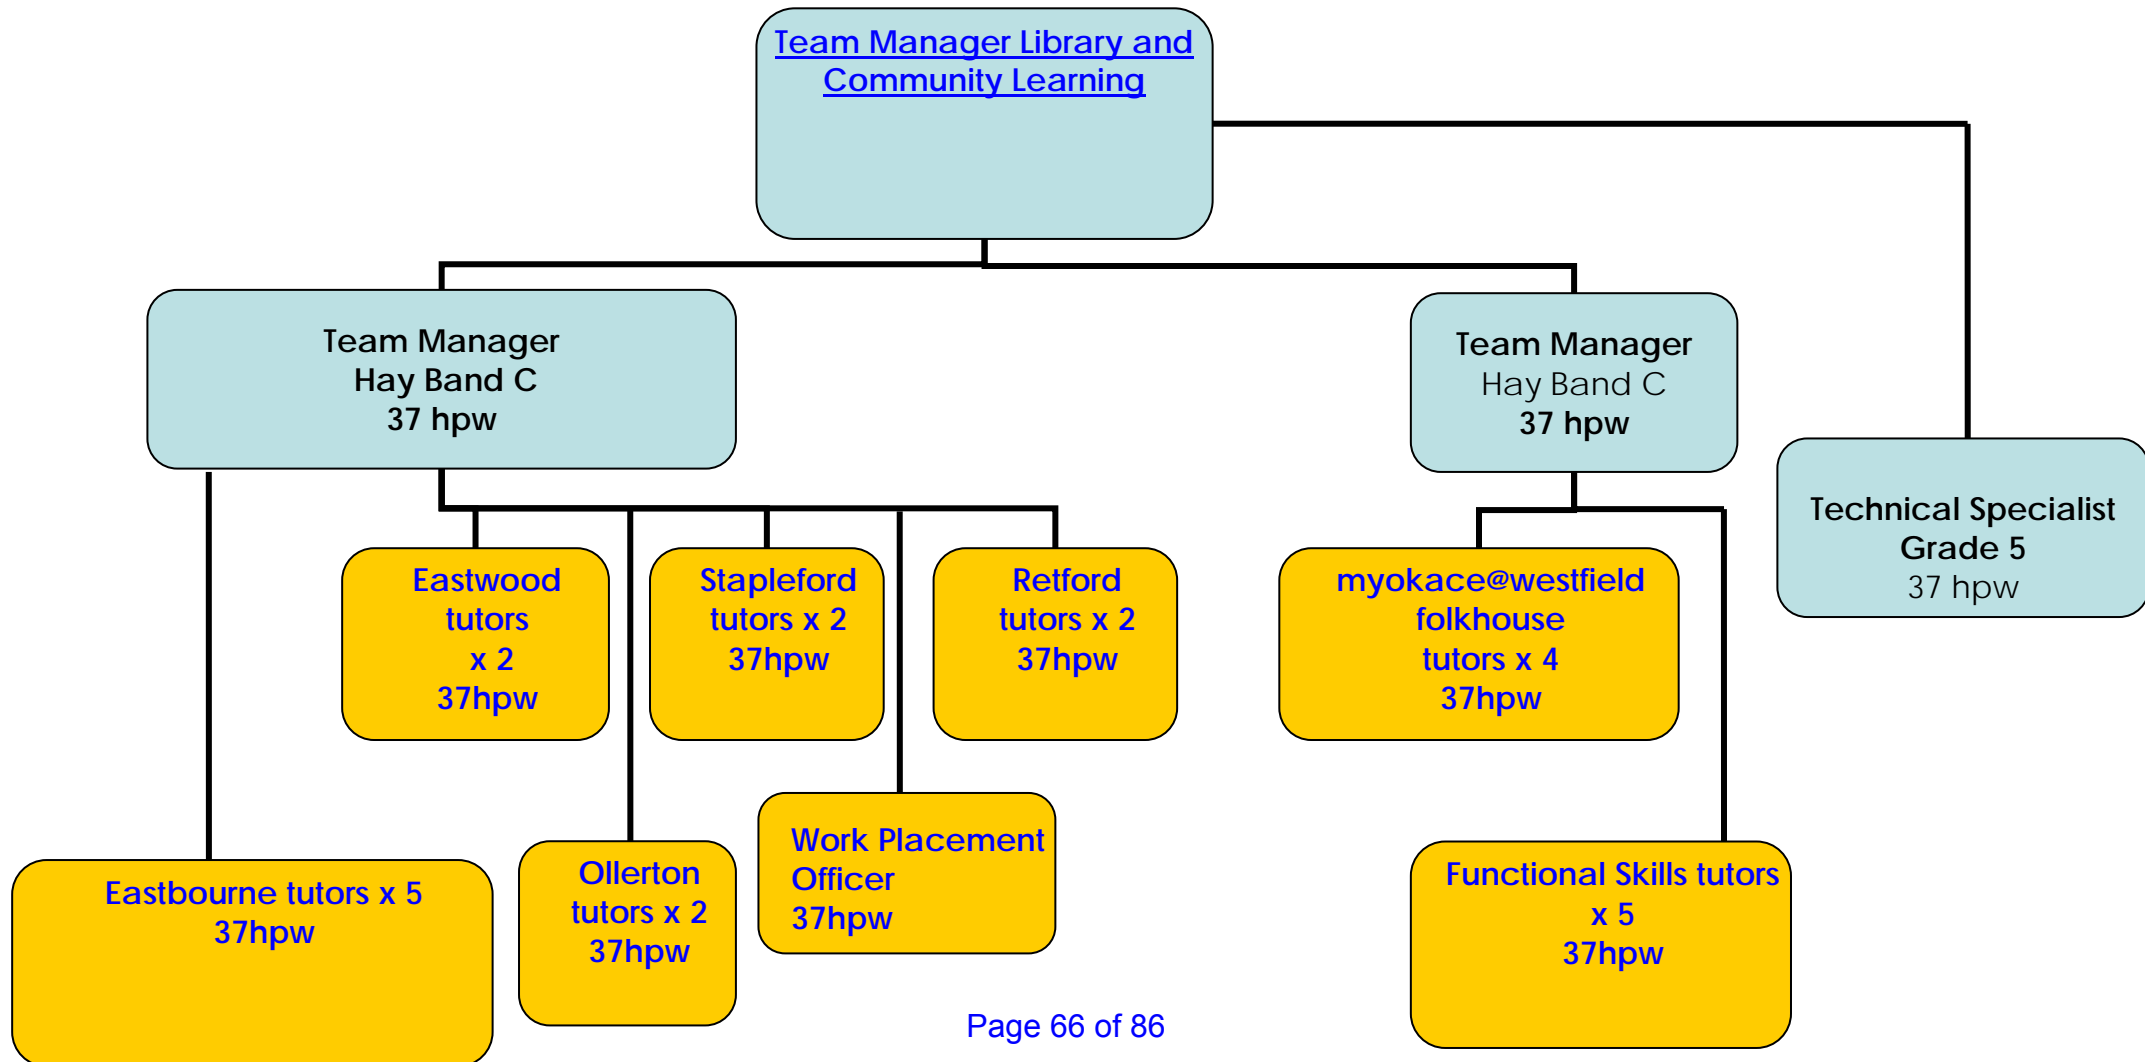 Team Manager Library and
Community Learning
Team Manager
Hay Band C
37 hpw
Team Manager
Hay Band C
37 hpw
Technical Specialist
Grade 5
37 hpw
Eastwood
tutors
x 2
37hpw
Stapleford
tutors x 2
37hpw
Retford
tutors x 2
37hpw
myokace@westfield
folkhouse
tutors x 4
37hpw
Eastbourne tutors x 5
37hpw
Ollerton
tutors x 2
37hpw
Work Placement
Officer
37hpw
Functional Skills tutors
x 5
37hpw
Page 66 of 86